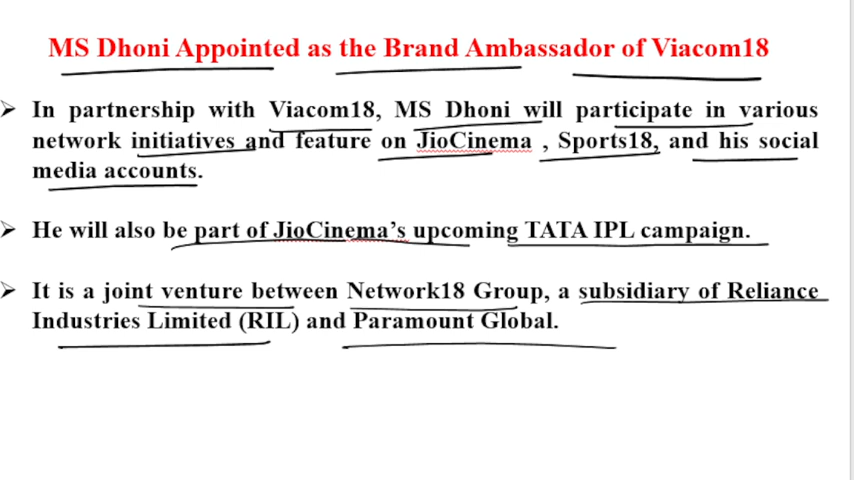 MS Dhoni Appointed as the Brand Ambassador of Viacom18
➢ In partnership with Viacom18, MS Dhoni will participate in various
network initiatives and feature on JioCinema , Sports18, and his social
media accounts.
➢ He will also be part of JioCinema’s upcoming TATA IPL campaign.
➢ It is a joint venture between Network18 Group, a subsidiary of Reliance
Industries Limited (RIL) and Paramount Global.